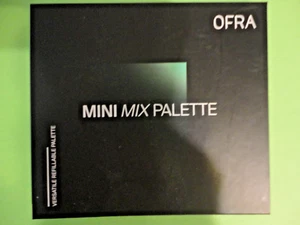 OFRA
MINI MIX PALETTE
VERSATILE REFILLABLE PALETTE